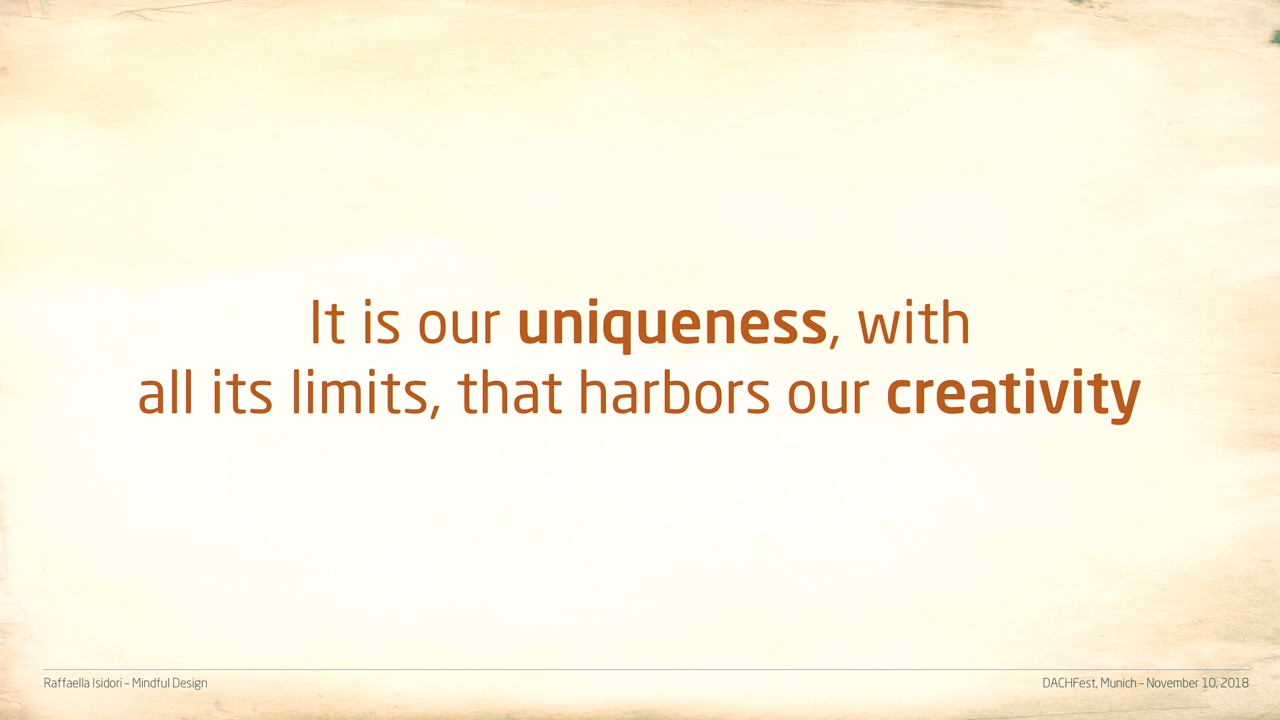 It is our uniqueness, with
all its limits, that harbors our creativity
Raffaella Isidori – Mindful Design
DACHFest, Munich – November 10, 2018